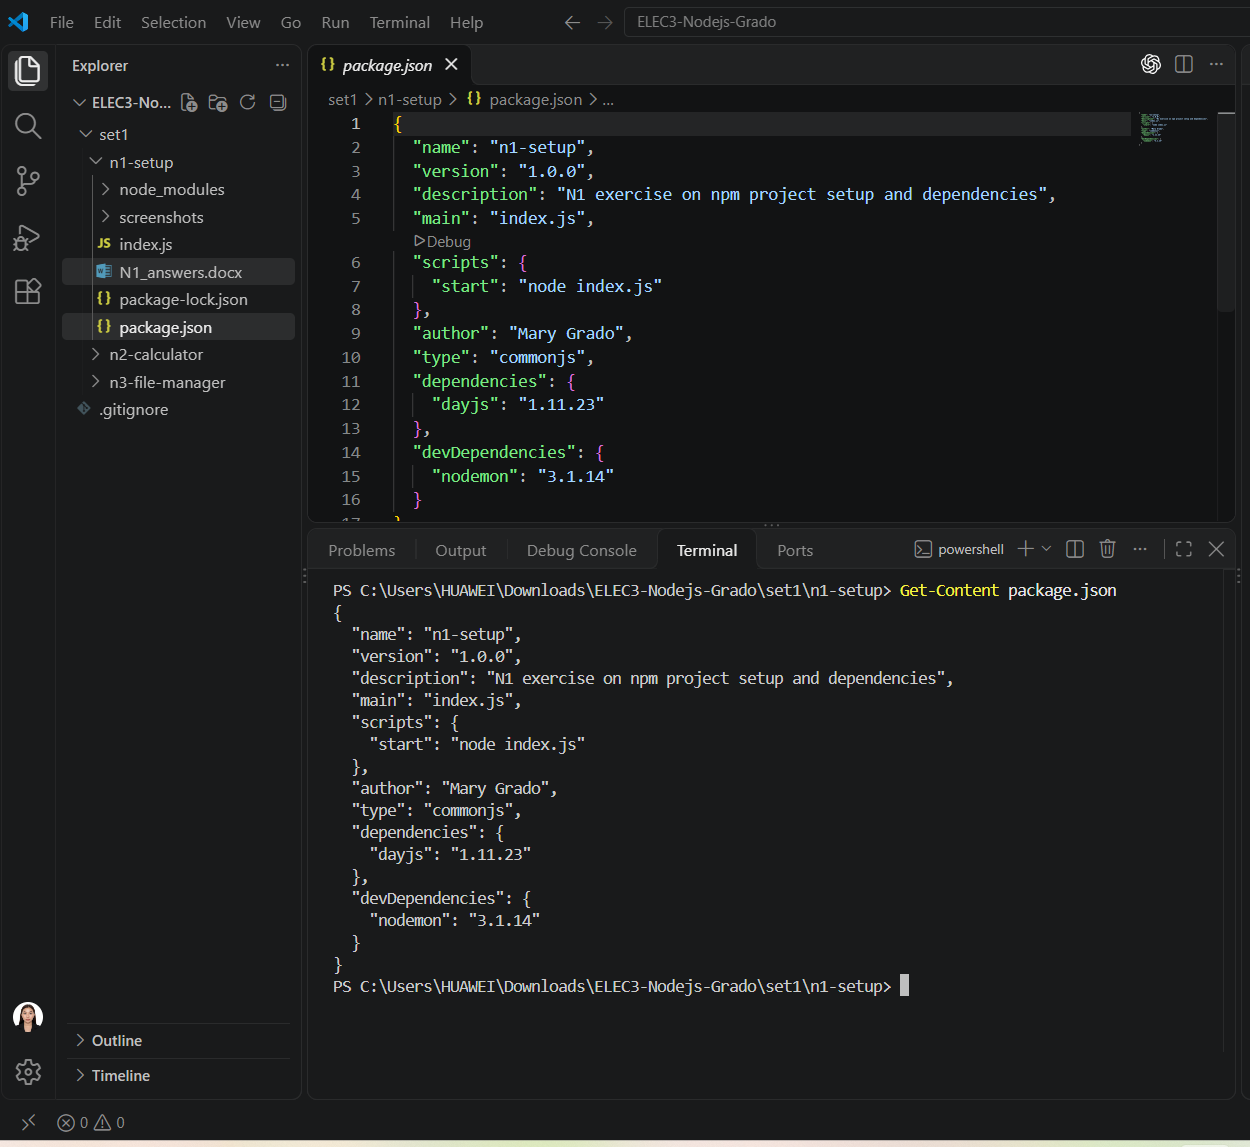 File Edit Selection View Go Run Terminal Help
ELEC3-Nodejs-Grado
Explorer
ELEC3-No...
set1
n1-setup
node_modules
screenshots
JS index.js
N1_answers.docx
{} package-lock.json
{} package.json
n2-calculator
n3-file-manager
.gitignore
Outline
Timeline
{} package.json
set1 > n1-setup > {} package.json > ...
1 {
2 "name": "n1-setup",
3 "version": "1.0.0",
4 "description": "N1 exercise on npm project setup and dependencies",
5 "main": "index.js",
Debug
6 "scripts": {
7 "start": "node index.js"
8 },
9 "author": "Mary Grado",
10 "type": "commonjs",
11 "dependencies": {
12 "dayjs": "1.11.23"
13 },
14 "devDependencies": {
15 "nodemon": "3.1.14"
16 }
17 }
Problems Output Debug Console Terminal Ports
powershell
PS C:\Users\HUAWEI\Downloads\ELEC3-Nodejs-Grado\set1\n1-setup> Get-Content package.json
{
"name": "n1-setup",
"version": "1.0.0",
"description": "N1 exercise on npm project setup and dependencies",
"main": "index.js",
"scripts": {
"start": "node index.js"
},
"author": "Mary Grado",
"type": "commonjs",
"dependencies": {
"dayjs": "1.11.23"
},
"devDependencies": {
"nodemon": "3.1.14"
}
}
PS C:\Users\HUAWEI\Downloads\ELEC3-Nodejs-Grado\set1\n1-setup>
0 0